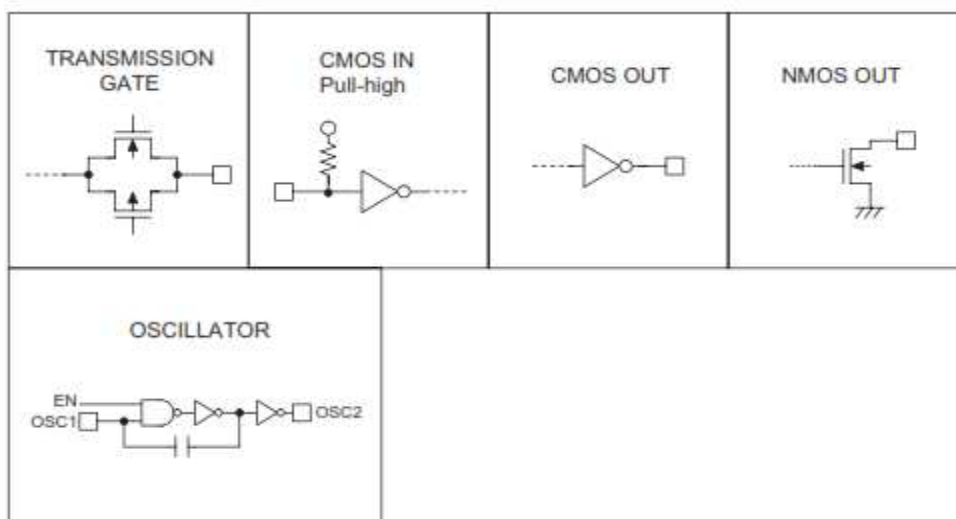 TRANSMISSION
GATE
CMOS IN
Pull-high
CMOS OUT
NMOS OUT
OSCILLATOR
EN
OSC1
OSC2